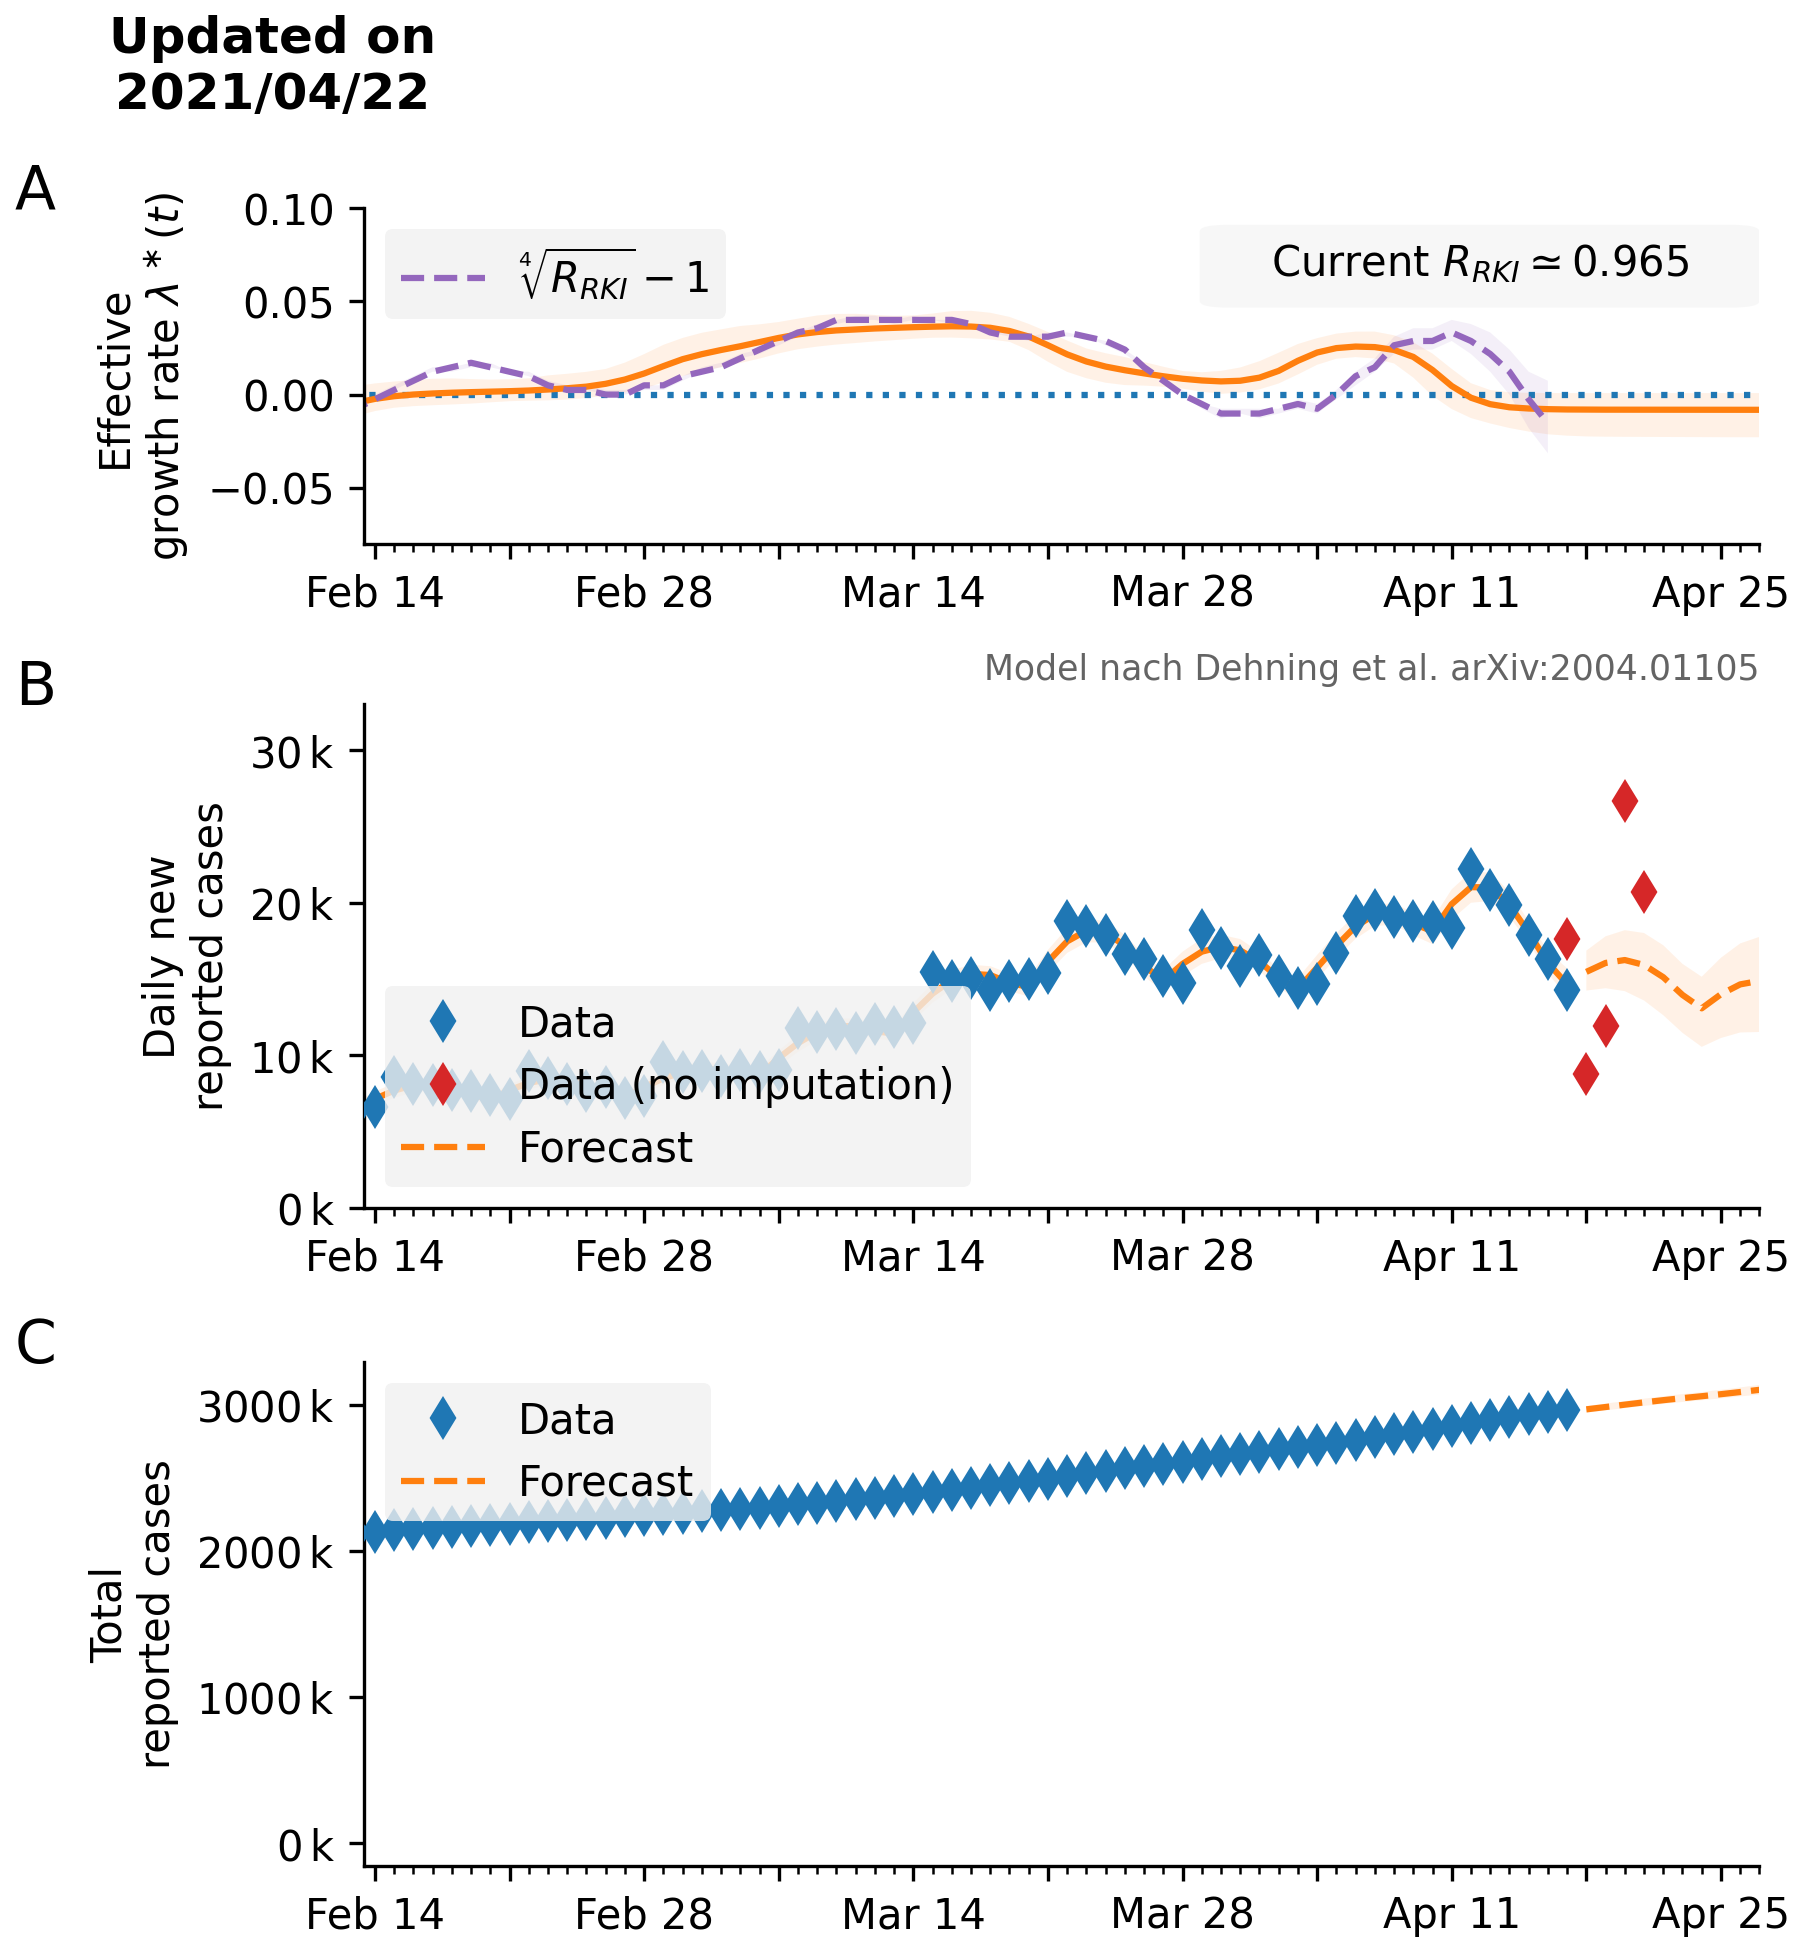 Updated on
2021/04/22
A
Effective
growth rate λ * (t)
0.10
0.05
0.00
−0.05
∜R_RKI − 1
Current R_RKI ≃ 0.965
Feb 14
Feb 28
Mar 14
Mar 28
Apr 11
Apr 25
Model nach Dehning et al. arXiv:2004.01105
B
Daily new
reported cases
30 k
20 k
10 k
0 k
Data
Data (no imputation)
Forecast
Feb 14
Feb 28
Mar 14
Mar 28
Apr 11
Apr 25
C
Total
reported cases
3000 k
2000 k
1000 k
0 k
Data
Forecast
Feb 14
Feb 28
Mar 14
Mar 28
Apr 11
Apr 25